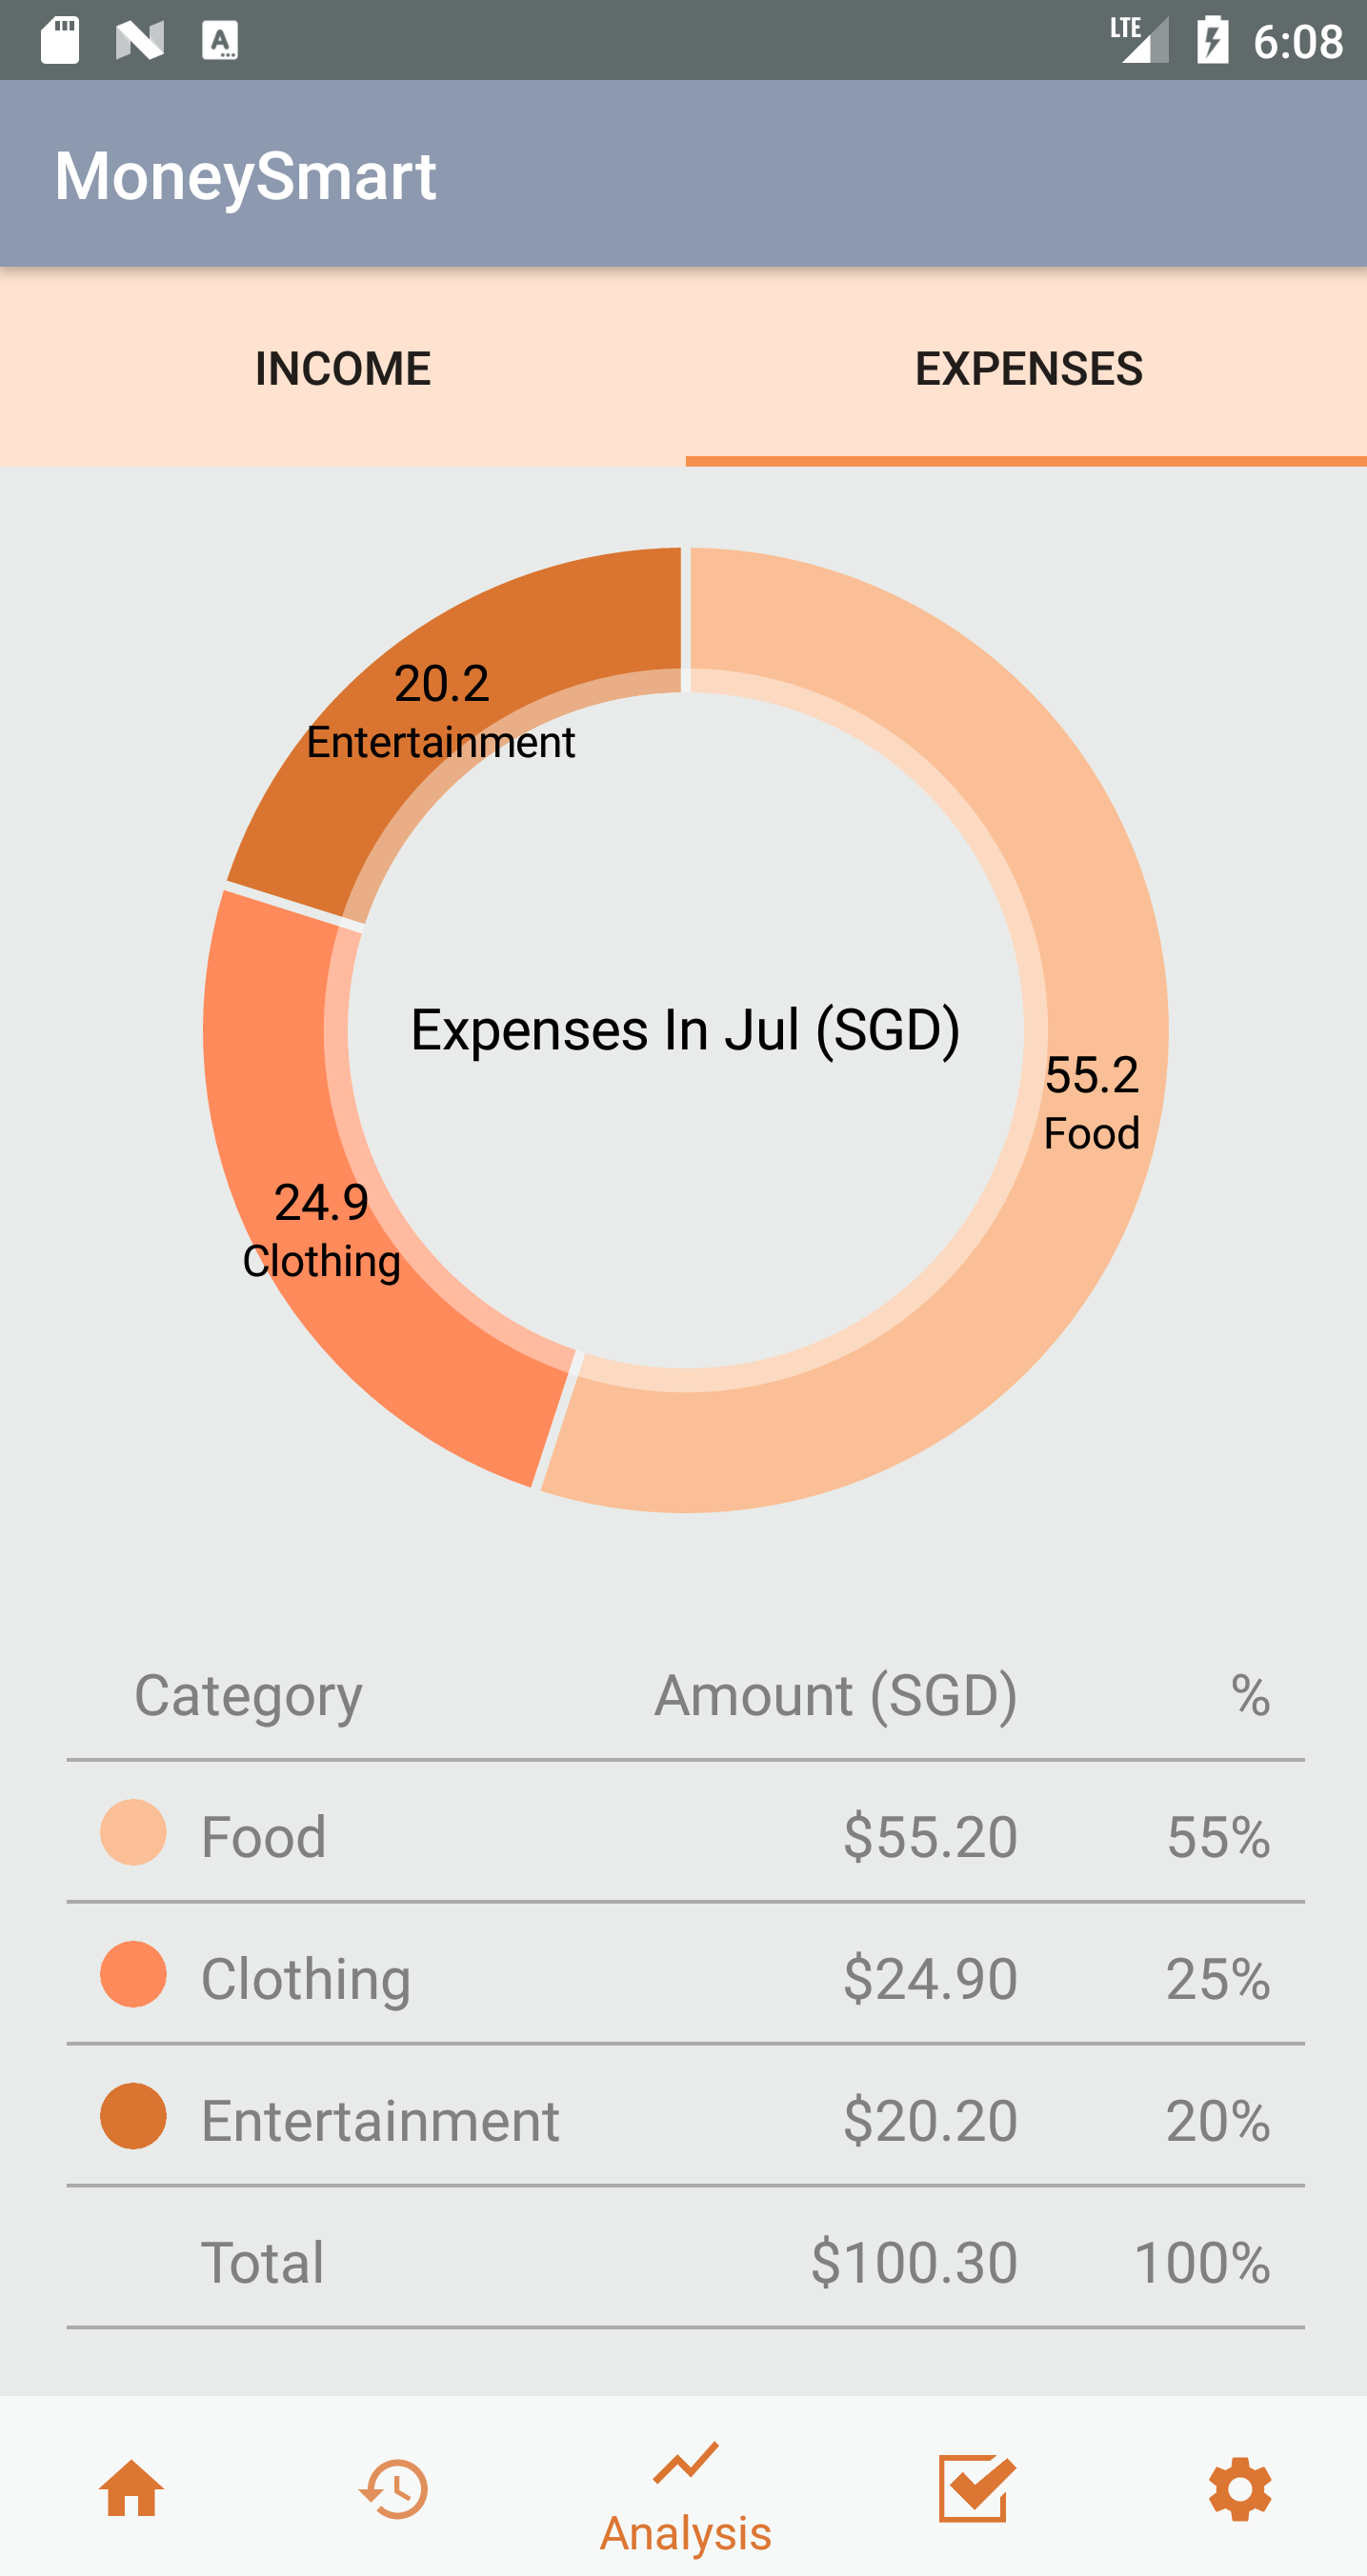 LTE 6:08
MoneySmart
INCOME EXPENSES
20.2
Entertainment
Expenses In Jul (SGD)
55.2
Food
24.9
Clothing
Category Amount (SGD) %
Food $55.20 55%
Clothing $24.90 25%
Entertainment $20.20 20%
Total $100.30 100%
Analysis